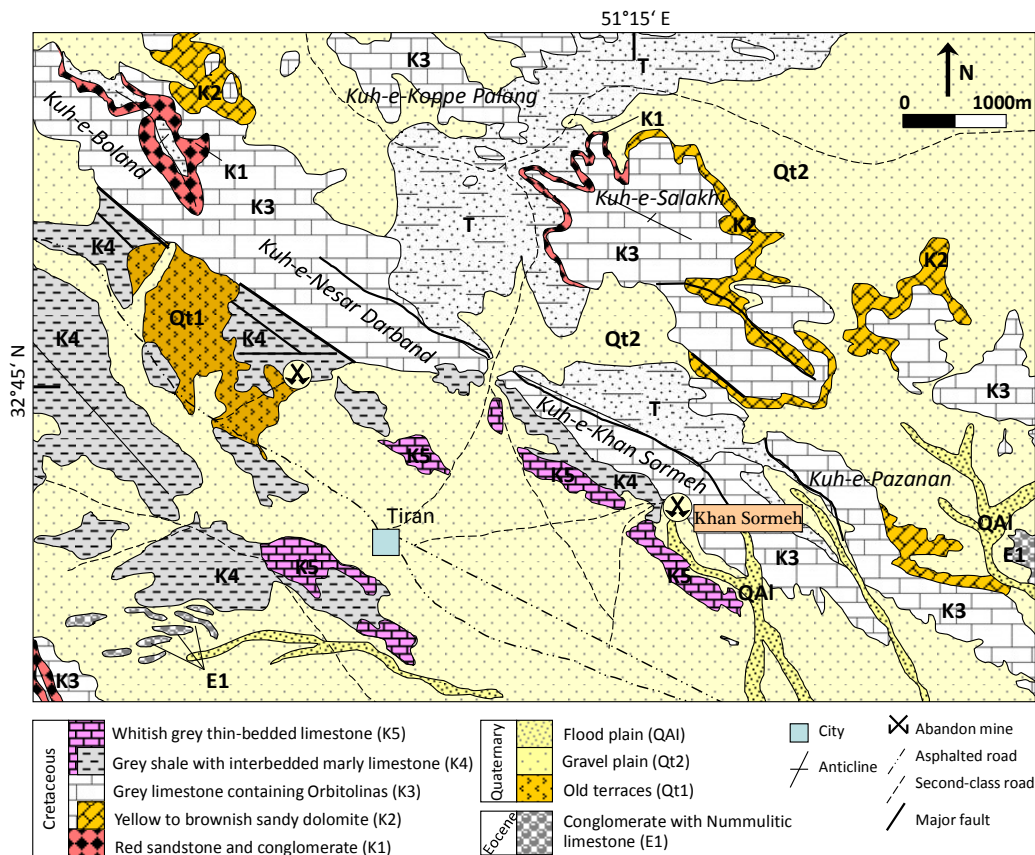 51°15‘ E
N
0 1000m
K3
T
K2
Kuh-e-Koppe Palang
K1
Kuh-e-Boland
K1
Qt2
K3
Kuh-e-Salakhi
K2
K4
T
K3
K2
Kuh-e-Nesar Darband
Qt1
K4
K4
Qt2
32°45‘ N
K3
T
Kuh-e-Khan Sormeh
K5
K5
K4
Kuh-e-Pazanan
Khan Sormeh
QAl
Tiran
E1
K3
K5
K4
K5
QAl
K3
K3
E1
Cretaceous
Whitish grey thin-bedded limestone (K5)
Grey shale with interbedded marly limestone (K4)
Grey limestone containing Orbitolinas (K3)
Yellow to brownish sandy dolomite (K2)
Red sandstone and conglomerate (K1)
Quaternary
Flood plain (QAl)
Gravel plain (Qt2)
Old terraces (Qt1)
Eocene
Conglomerate with Nummulitic
limestone (E1)
City
Anticline
Abandon mine
Asphalted road
Second-class road
Major fault